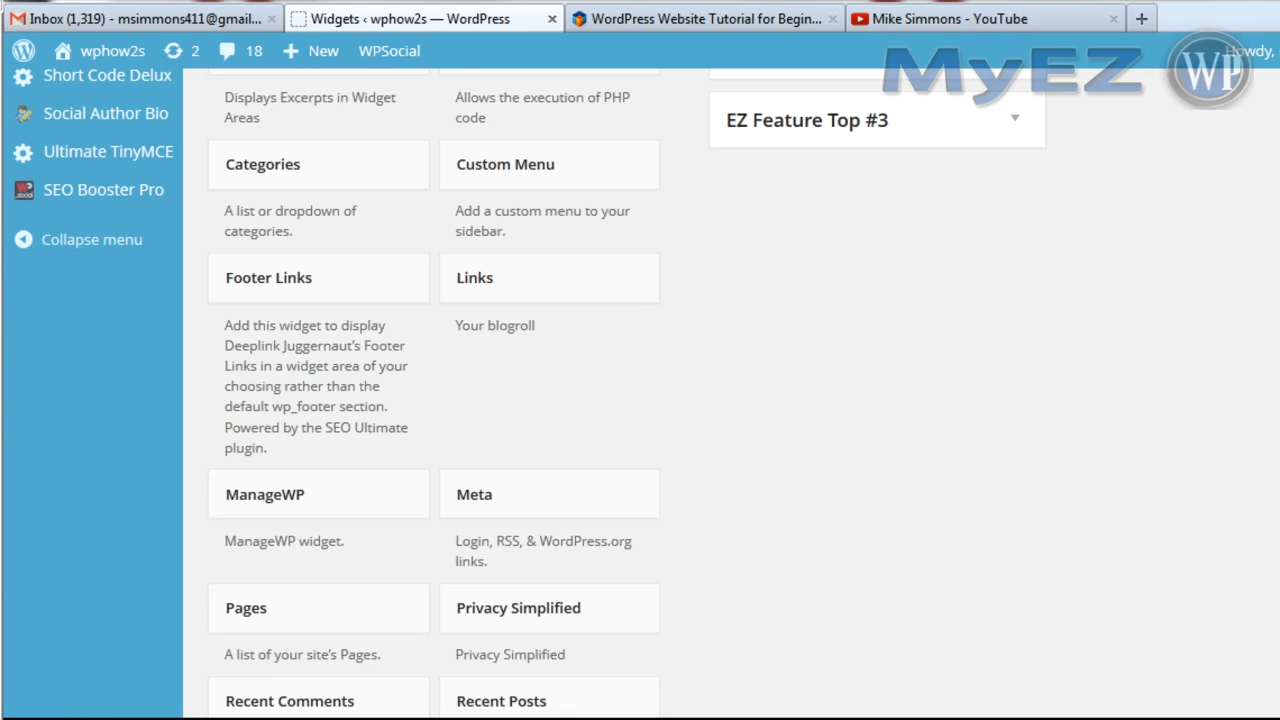 Inbox (1,319) - msimmons411@gmail...
Widgets ‹ wphow2s — WordPress
WordPress Website Tutorial for Begin...
Mike Simmons - YouTube
wphow2s
2
18
New
WPSocial
Howdy,
MyEZ
WP
Short Code Delux
Social Author Bio
Ultimate TinyMCE
SEO Booster Pro
Collapse menu
Displays Excerpts in Widget
Areas
Allows the execution of PHP
code
Categories
Custom Menu
A list or dropdown of
categories.
Add a custom menu to your
sidebar.
Footer Links
Links
Add this widget to display
Deeplink Juggernaut's Footer
Links in a widget area of your
choosing rather than the
default wp_footer section.
Powered by the SEO Ultimate
plugin.
Your blogroll
ManageWP
Meta
ManageWP widget.
Login, RSS, & WordPress.org
links.
Pages
Privacy Simplified
A list of your site's Pages.
Privacy Simplified
Recent Comments
Recent Posts
EZ Feature Top #3